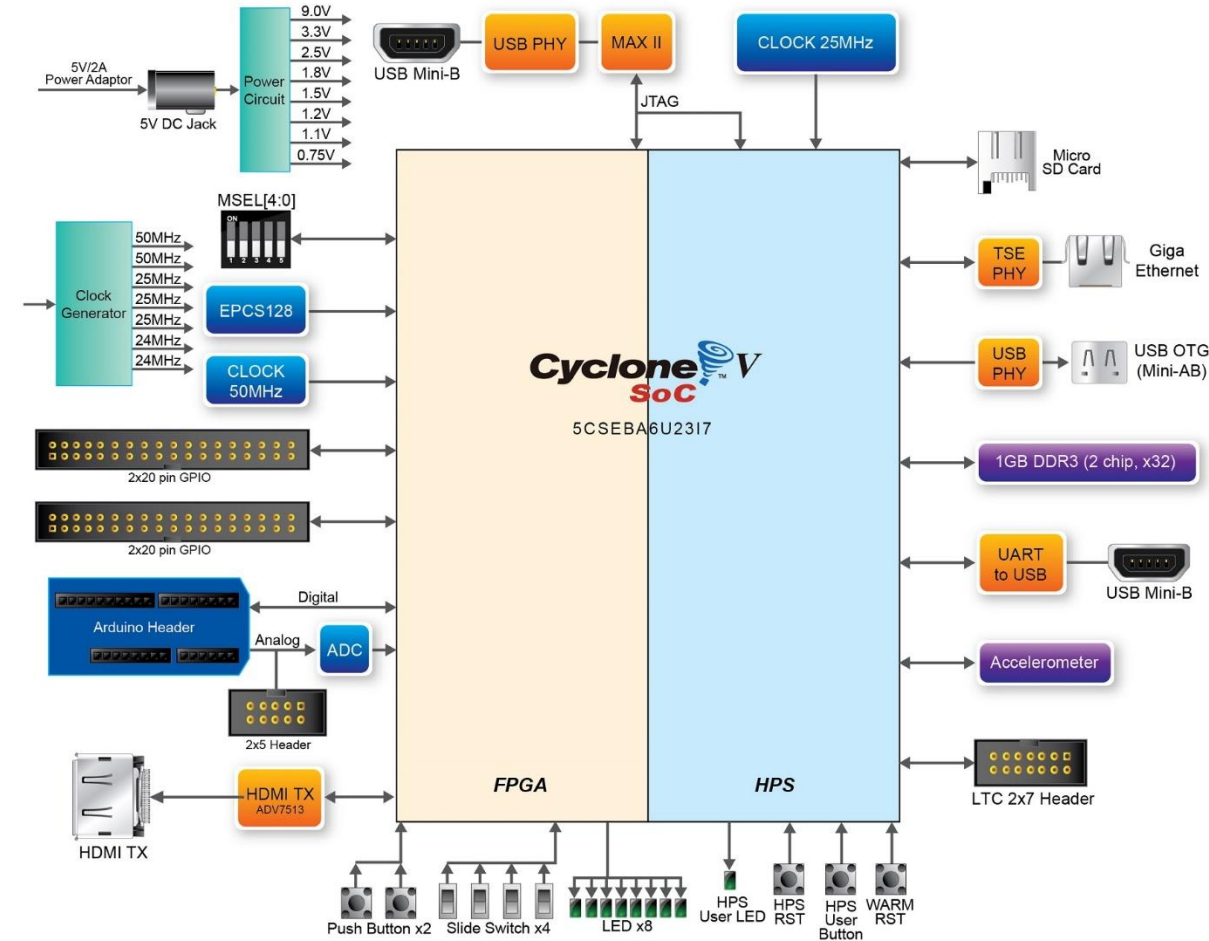 5V/2A
Power Adaptor
5V DC Jack
Power
Circuit
9.0V
3.3V
2.5V
1.8V
1.5V
1.2V
1.1V
0.75V
USB Mini-B
USB PHY
MAX II
JTAG
CLOCK 25MHz
Micro
SD Card
MSEL[4:0]
ON
1 2 3 4 5
Clock
Generator
50MHz
50MHz
25MHz
25MHz
25MHz
24MHz
24MHz
EPCS128
CLOCK
50MHz
TSE
PHY
Giga
Ethernet
USB
PHY
USB OTG
(Mini-AB)
Cyclone V
TM
SoC
5CSEBA6U23I7
2x20 pin GPIO
2x20 pin GPIO
1GB DDR3 (2 chip, x32)
UART
to USB
USB Mini-B
Arduino Header
Digital
Analog
ADC
2x5 Header
Accelerometer
LTC 2x7 Header
HDMI TX
HDMI TX
ADV7513
FPGA
HPS
Push Button x2
Slide Switch x4
LED x8
HPS
User LED
HPS
RST
HPS
User
Button
WARM
RST